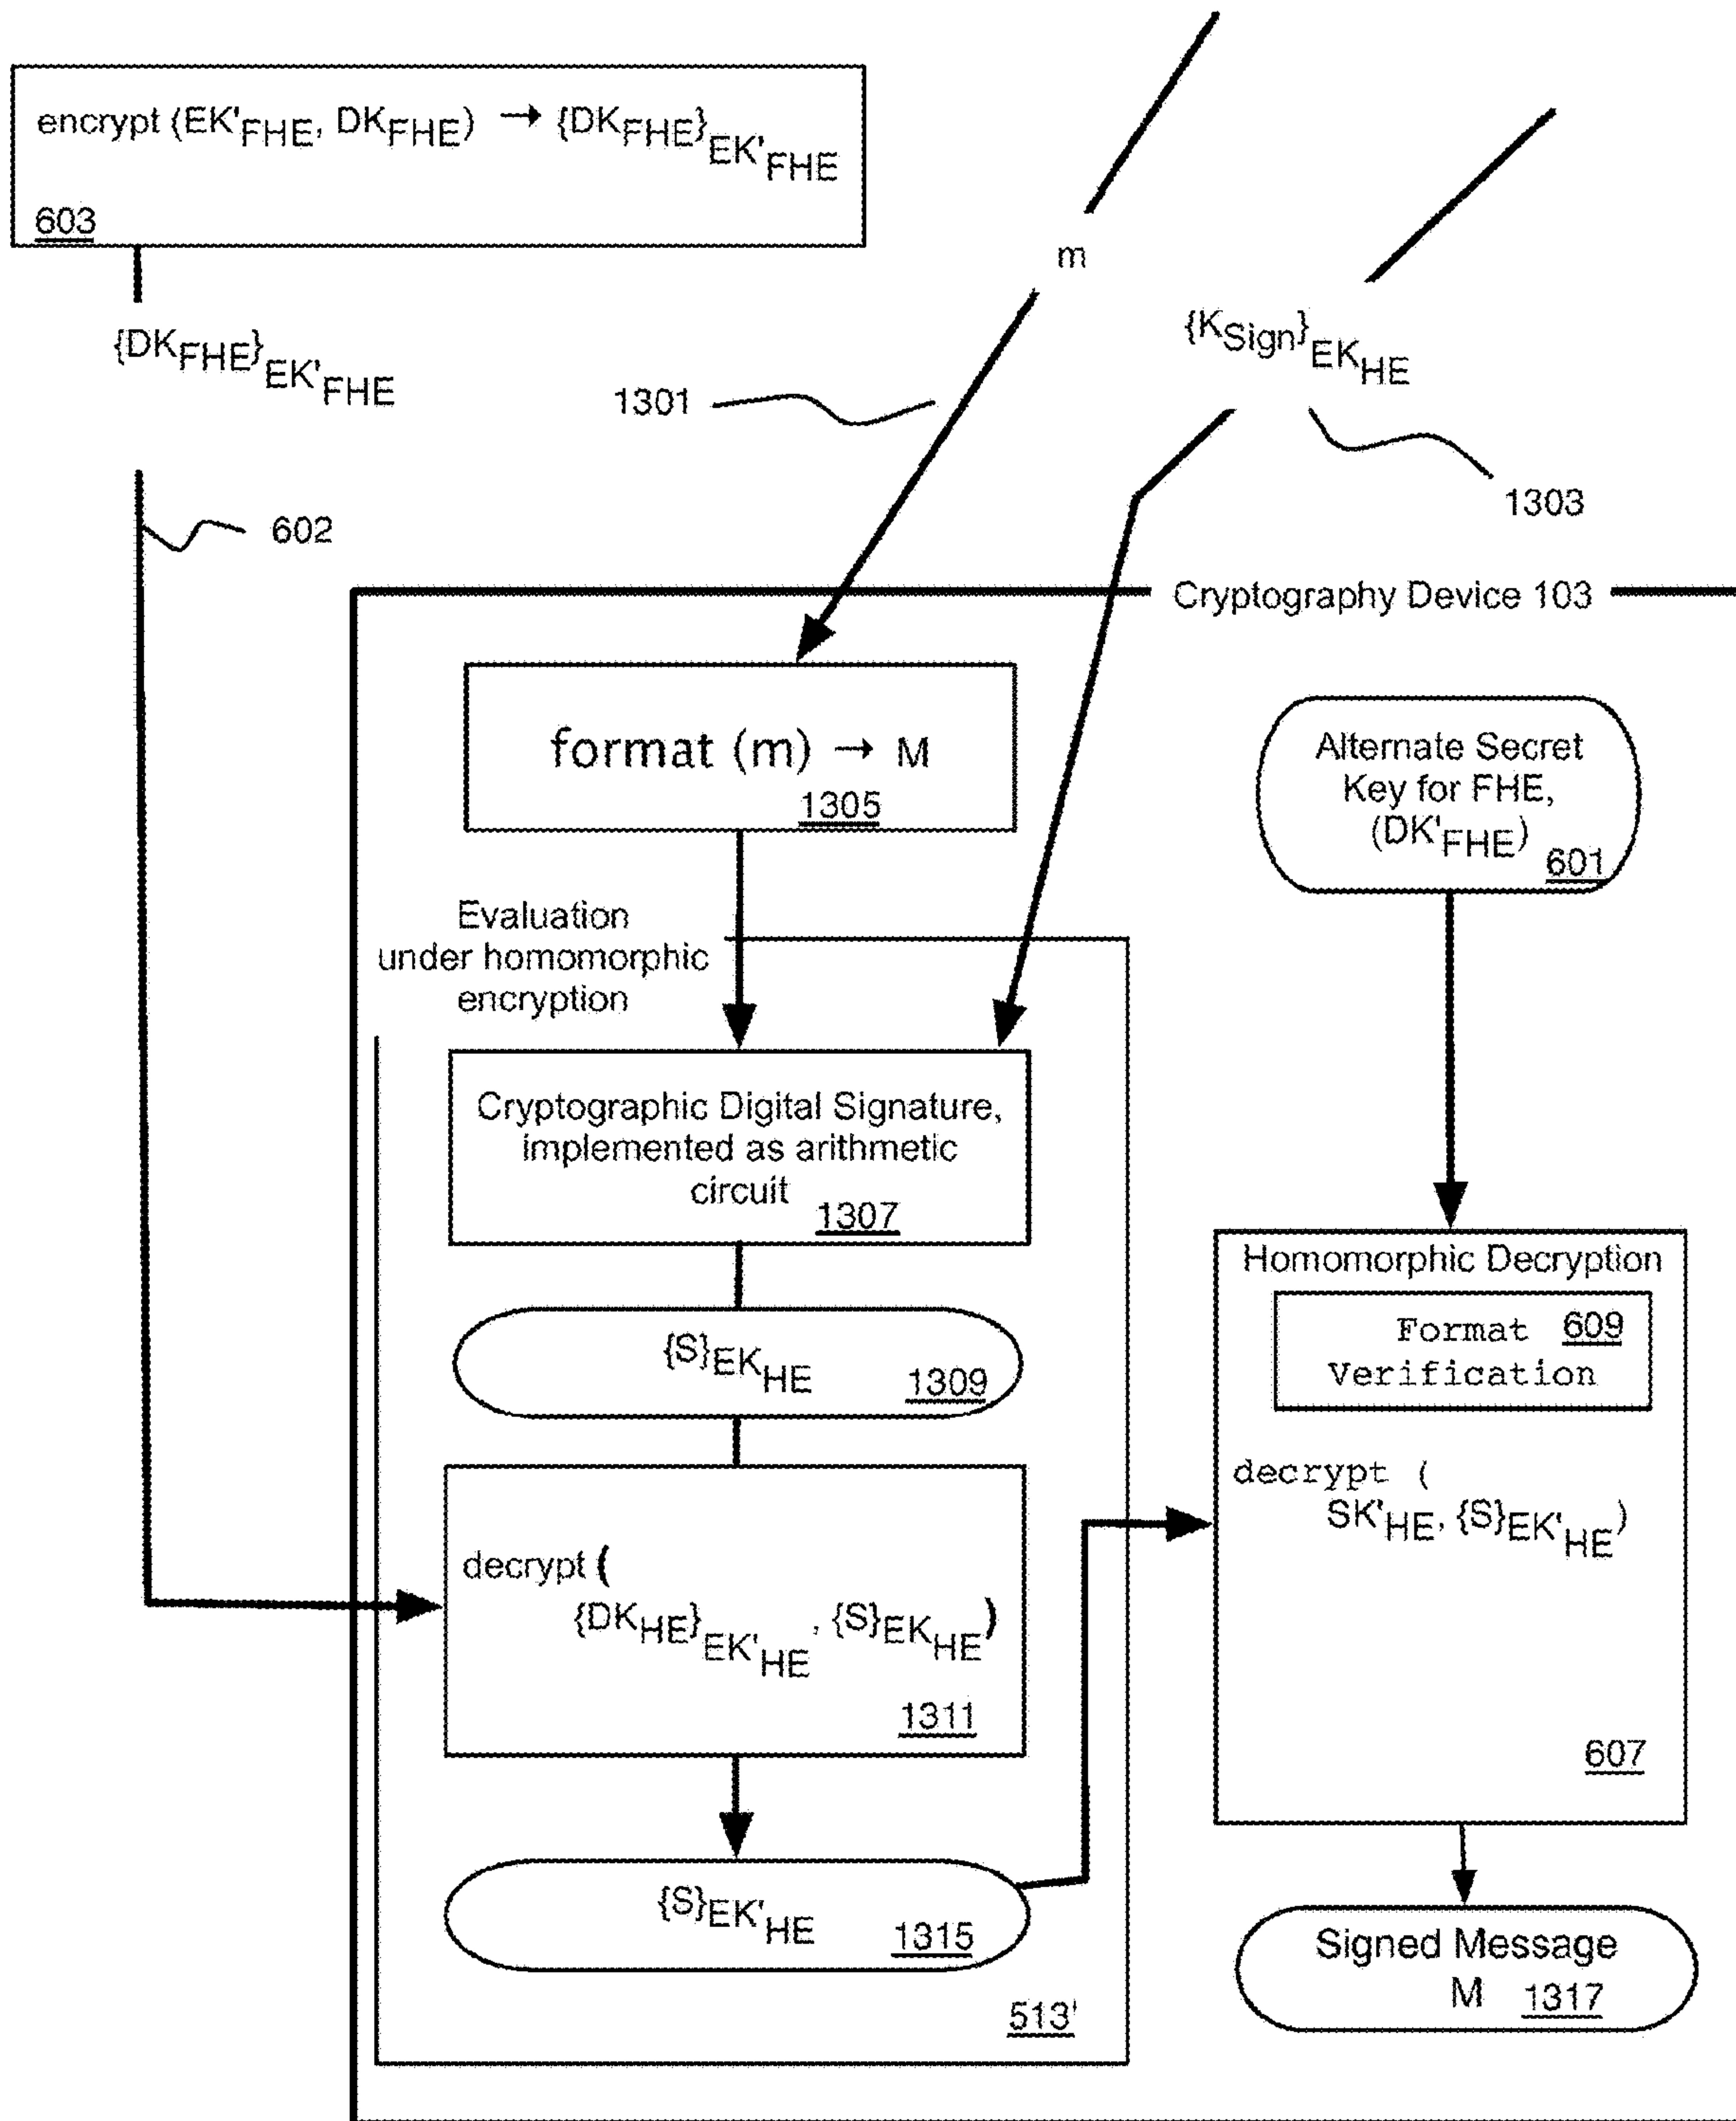 encrypt (EK'FHE, DKFHE) → {DKFHE}EK'FHE
603
m
{DKFHE}EK'FHE
{KSign}EKHE
1301
1303
602
Cryptography Device 103
format (m) → M
1305
Alternate Secret
Key for FHE,
(DK'FHE)
601
Evaluation
under homomorphic
encryption
Cryptographic Digital Signature,
implemented as arithmetic
circuit
1307
Homomorphic Decryption
Format 609
Verification
{S}EKHE
1309
decrypt (
SK'HE, {S}EK'HE)
607
decrypt (
{DKHE}EK'HE, {S}EKHE)
1311
{S}EK'HE
1315
Signed Message
M 1317
513'